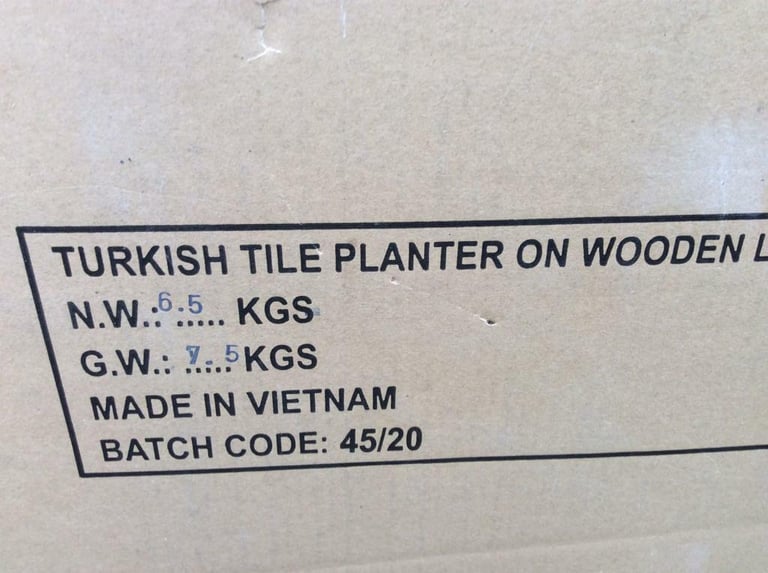 TURKISH TILE PLANTER ON WOODEN L
N.W.: 6.5 KGS
G.W.: 7.5 KGS
MADE IN VIETNAM
BATCH CODE: 45/20